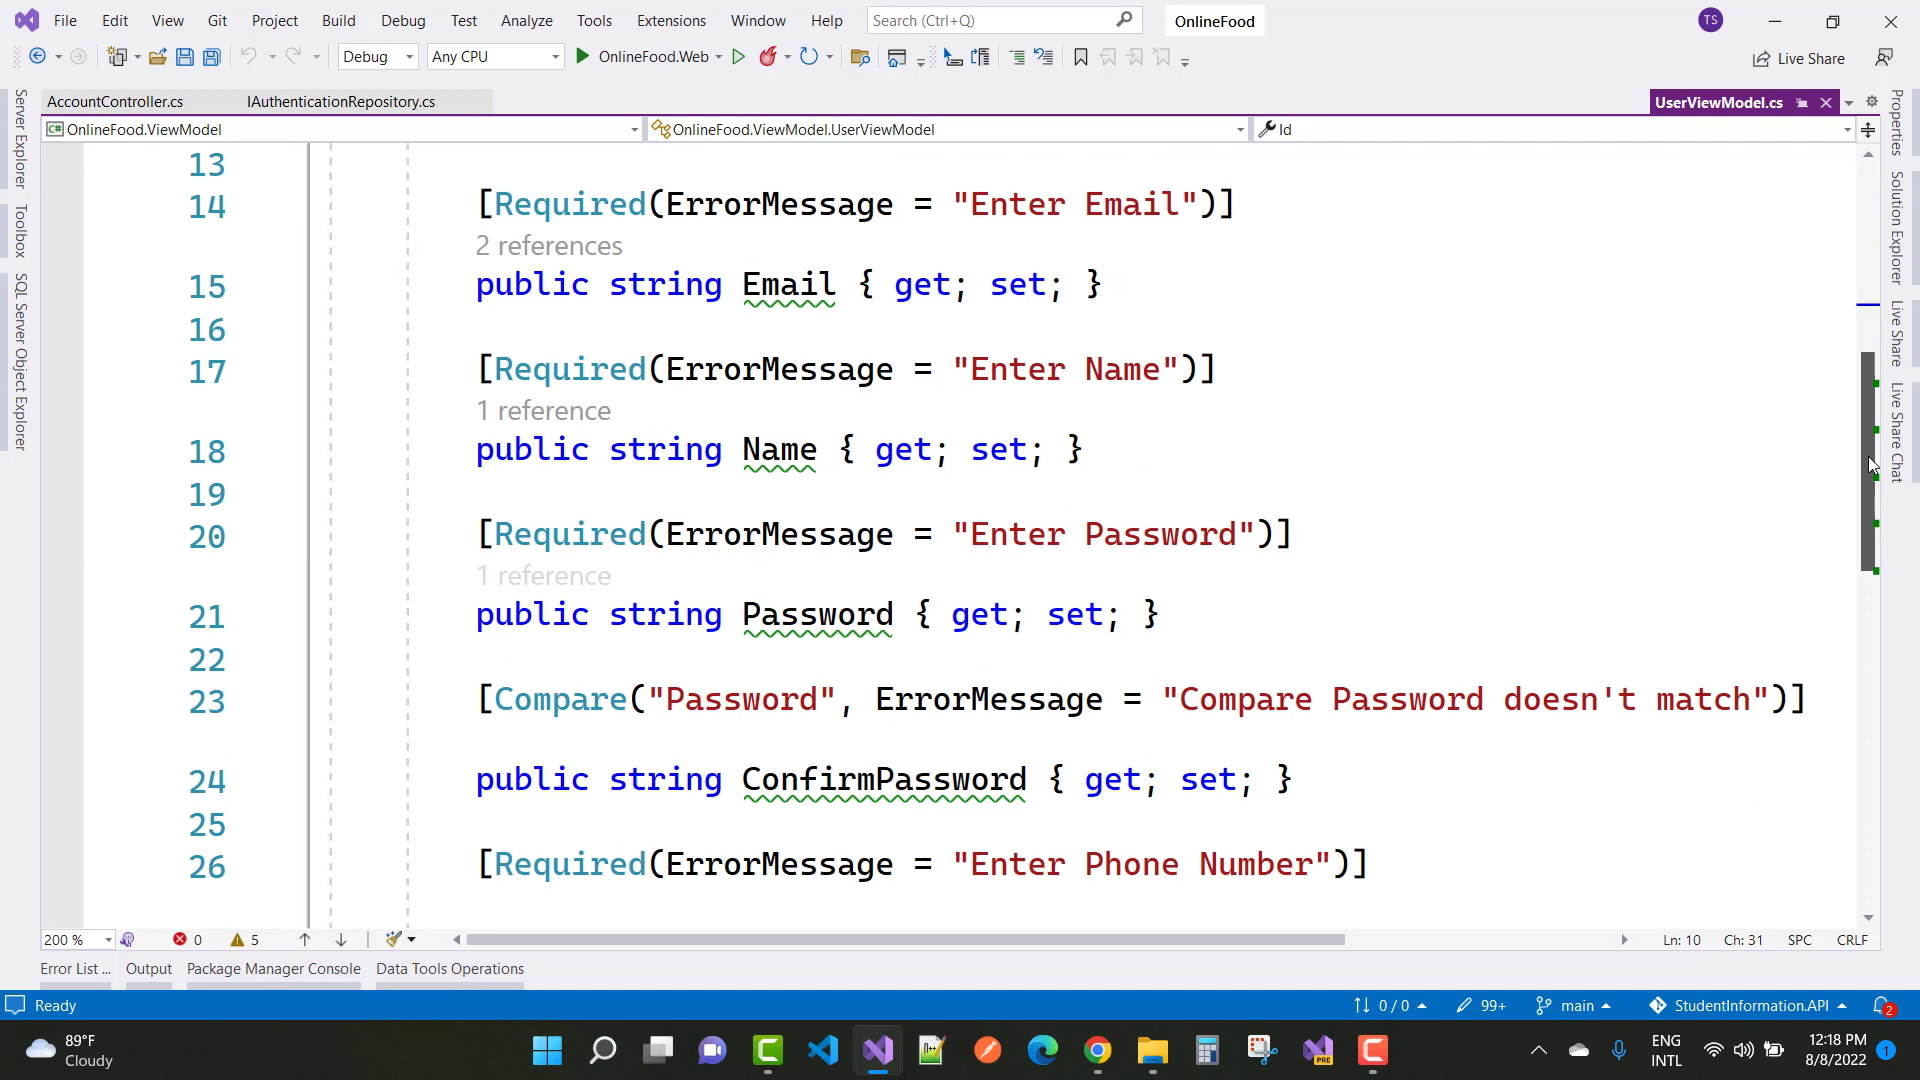 File Edit View Git Project Build Debug Test Analyze Tools Extensions Window Help Search (Ctrl+Q) OnlineFood TS
Debug Any CPU OnlineFood.Web Live Share
AccountController.cs IAuthenticationRepository.cs UserViewModel.cs
C# OnlineFood.ViewModel OnlineFood.ViewModel.UserViewModel Id
Server Explorer
Toolbox
SQL Server Object Explorer
Properties
Solution Explorer
Live Share
Live Share Chat
13
14 [Required(ErrorMessage = "Enter Email")]
2 references
15 public string Email { get; set; }
16
17 [Required(ErrorMessage = "Enter Name")]
1 reference
18 public string Name { get; set; }
19
20 [Required(ErrorMessage = "Enter Password")]
1 reference
21 public string Password { get; set; }
22
23 [Compare("Password", ErrorMessage = "Compare Password doesn't match")]
24 public string ConfirmPassword { get; set; }
25
26 [Required(ErrorMessage = "Enter Phone Number")]
200 % 0 5 Ln: 10 Ch: 31 SPC CRLF
Error List ... Output Package Manager Console Data Tools Operations
Ready 0 / 0 99+ main StudentInformation.API 2
89°F
Cloudy
PRE
ENG
INTL
12:18 PM
8/8/2022
1